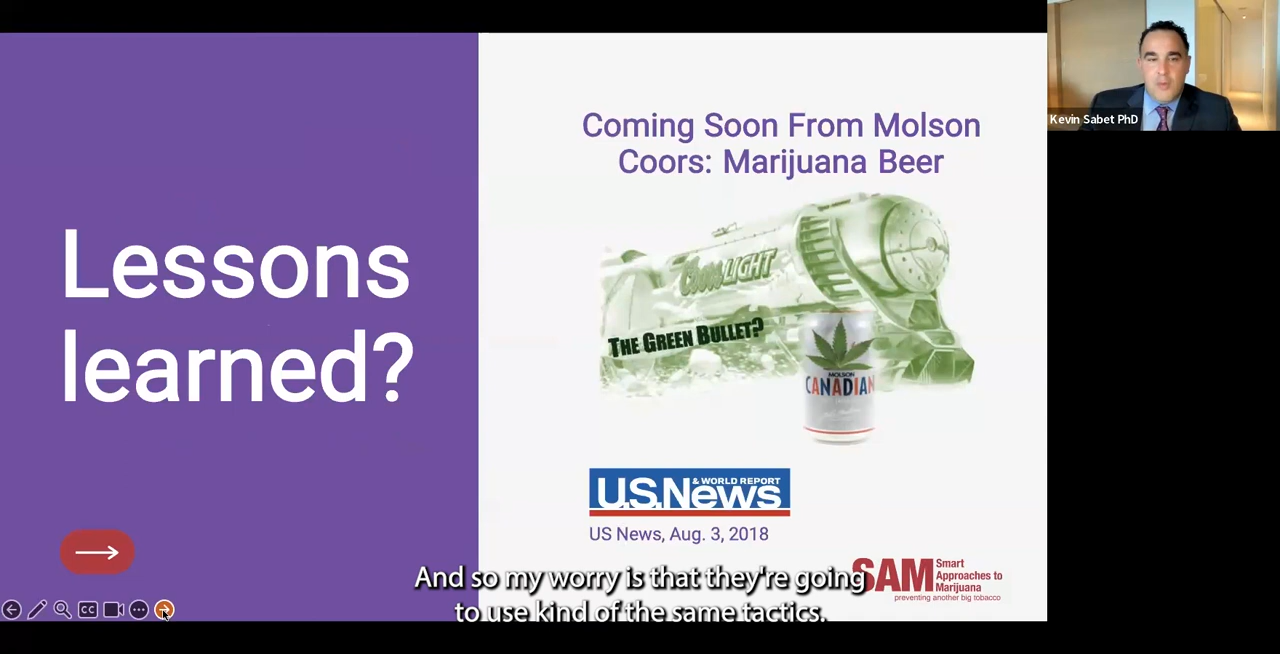 Lessons
learned?
Coming Soon From Molson
Coors: Marijuana Beer
Coors LIGHT
THE GREEN BULLET?
MOLSON
CANADIAN
U.S.News
& WORLD REPORT
US News, Aug. 3, 2018
SAM
Smart
Approaches to
Marijuana
preventing another big tobacco
CC
And so my worry is that they're going
to use kind of the same tactics.
Kevin Sabet PhD